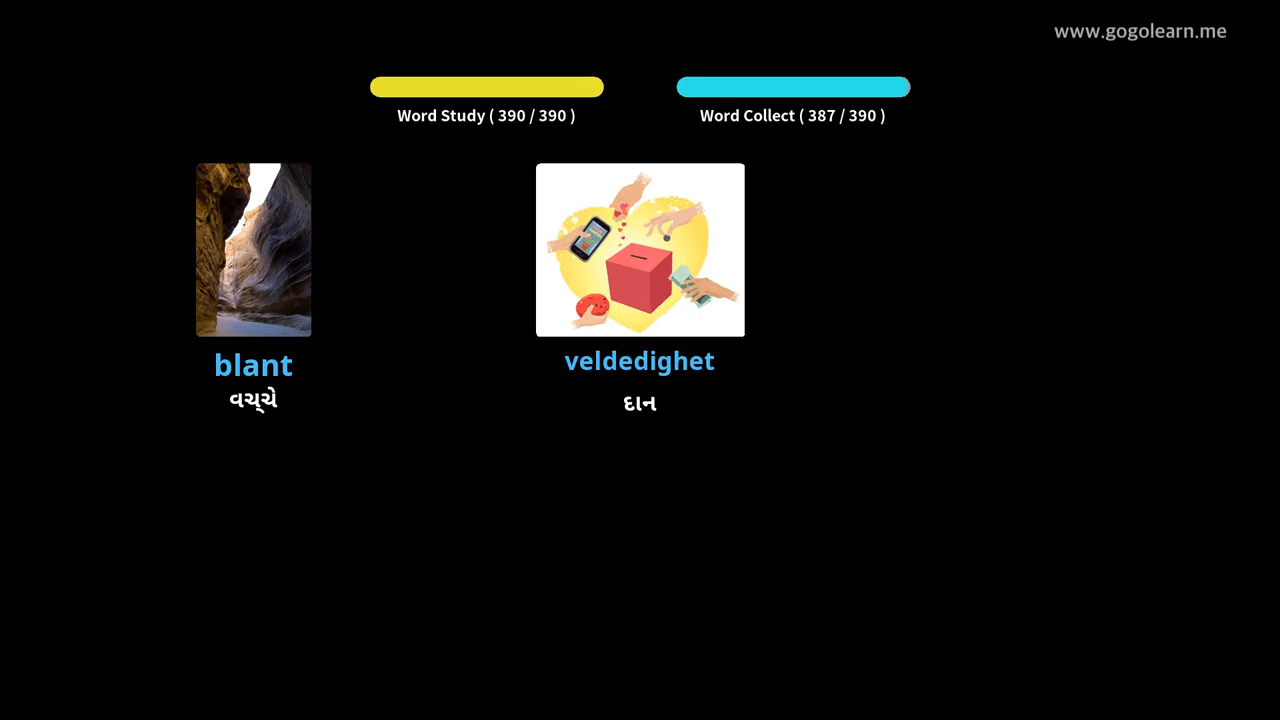 www.gogolearn.me
Word Study ( 390 / 390 )
Word Collect ( 387 / 390 )
blant
વચ્ચે
veldedighet
દાન